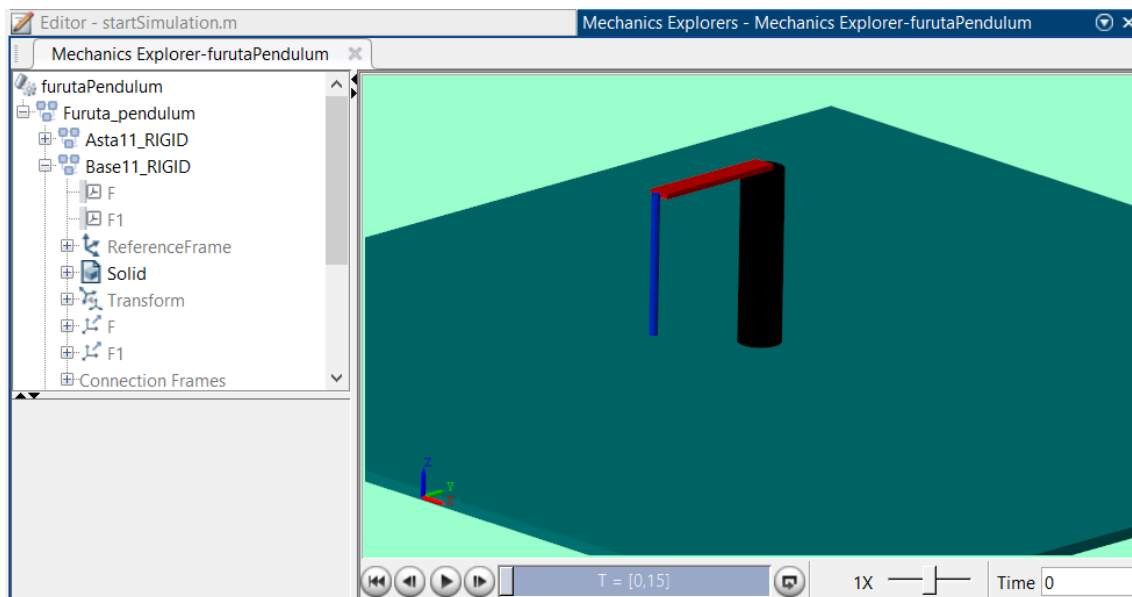 Editor - startSimulation.m
Mechanics Explorers - Mechanics Explorer-furutaPendulum
Mechanics Explorer-furutaPendulum
furutaPendulum
Furuta_pendulum
Asta11_RIGID
Base11_RIGID
F
F1
ReferenceFrame
Solid
Transform
F
F1
Connection Frames
Z
Y
X
T = [0,15]
1X
Time 0